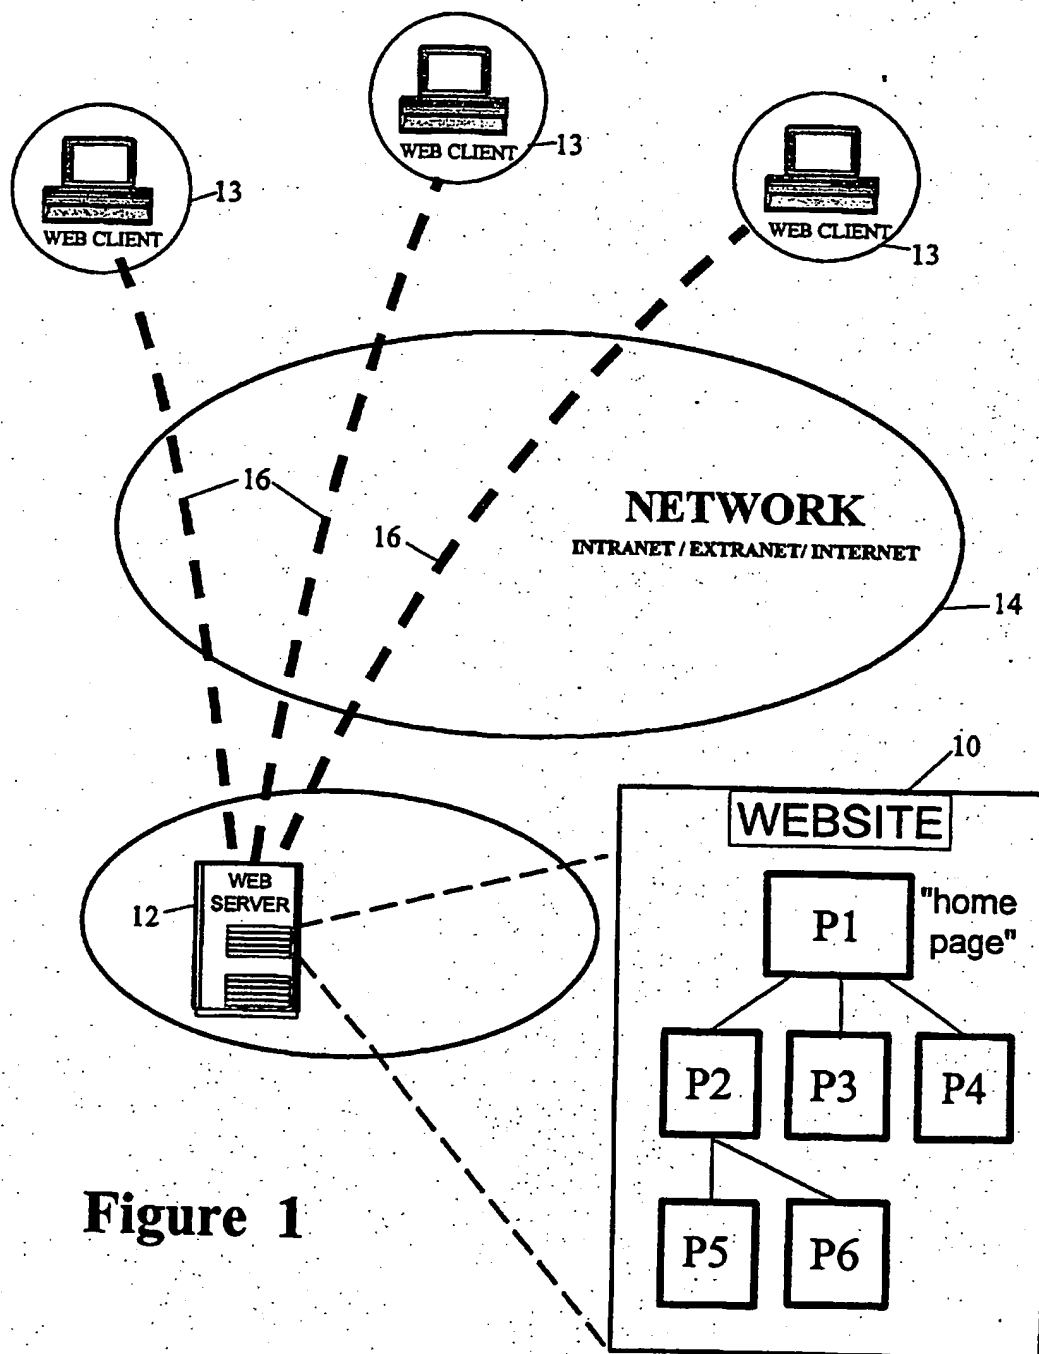 WEB CLIENT
13
WEB CLIENT
13
WEB CLIENT
13
16
16
NETWORK
INTRANET / EXTRANET/ INTERNET
14
10
WEBSITE
WEB
SERVER
12
P1
"home
page"
P2
P3
P4
P5
P6
Figure 1